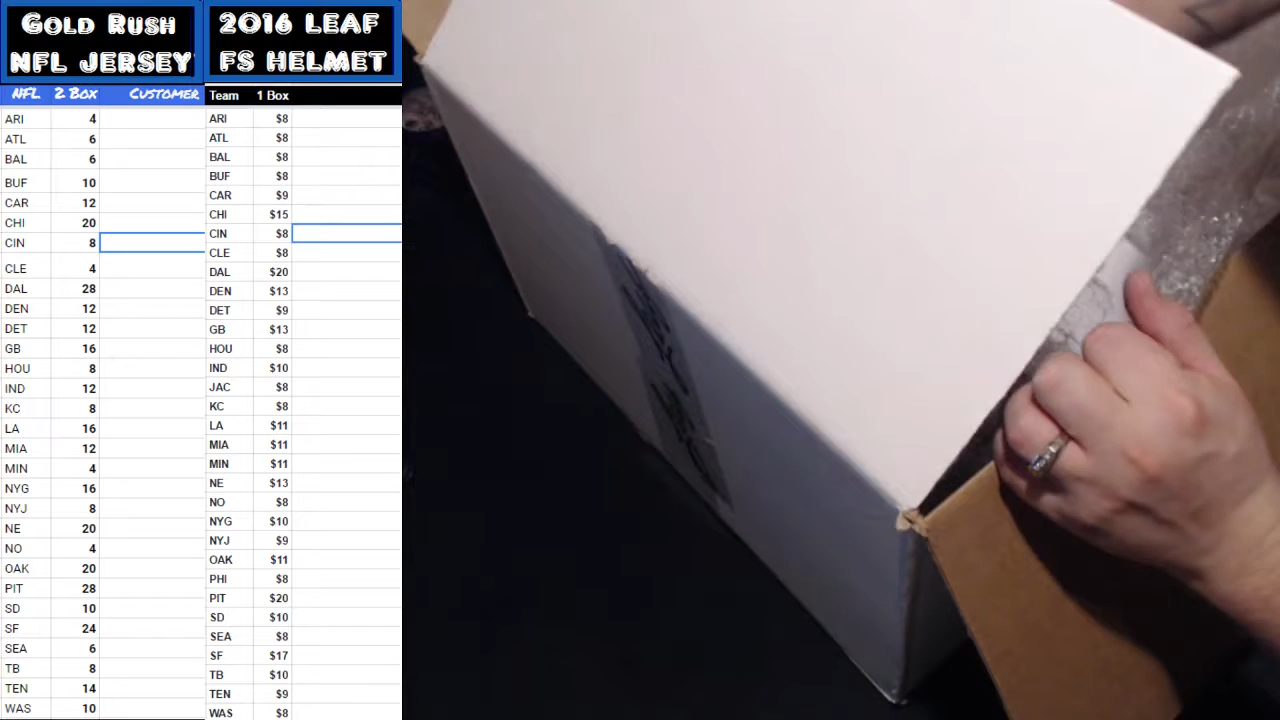 Gold Rush
NFL Jersey
NFL 2 Box Customer
ARI 4
ATL 6
BAL 6
BUF 10
CAR 12
CHI 20
CIN 8
CLE 4
DAL 28
DEN 12
DET 12
GB 16
HOU 8
IND 12
KC 8
LA 16
MIA 12
MIN 4
NYG 16
NYJ 8
NE 20
NO 4
OAK 20
PIT 28
SD 10
SF 24
SEA 6
TB 8
TEN 14
WAS 10
2016 LEAF
FS HELMET
Team 1 Box
ARI $8
ATL $8
BAL $8
BUF $8
CAR $9
CHI $15
CIN $8
CLE $8
DAL $20
DEN $13
DET $9
GB $13
HOU $8
IND $10
JAC $8
KC $8
LA $11
MIA $11
MIN $11
NE $13
NO $8
NYG $10
NYJ $9
OAK $11
PHI $8
PIT $20
SD $10
SEA $8
SF $17
TB $10
TEN $9
WAS $8